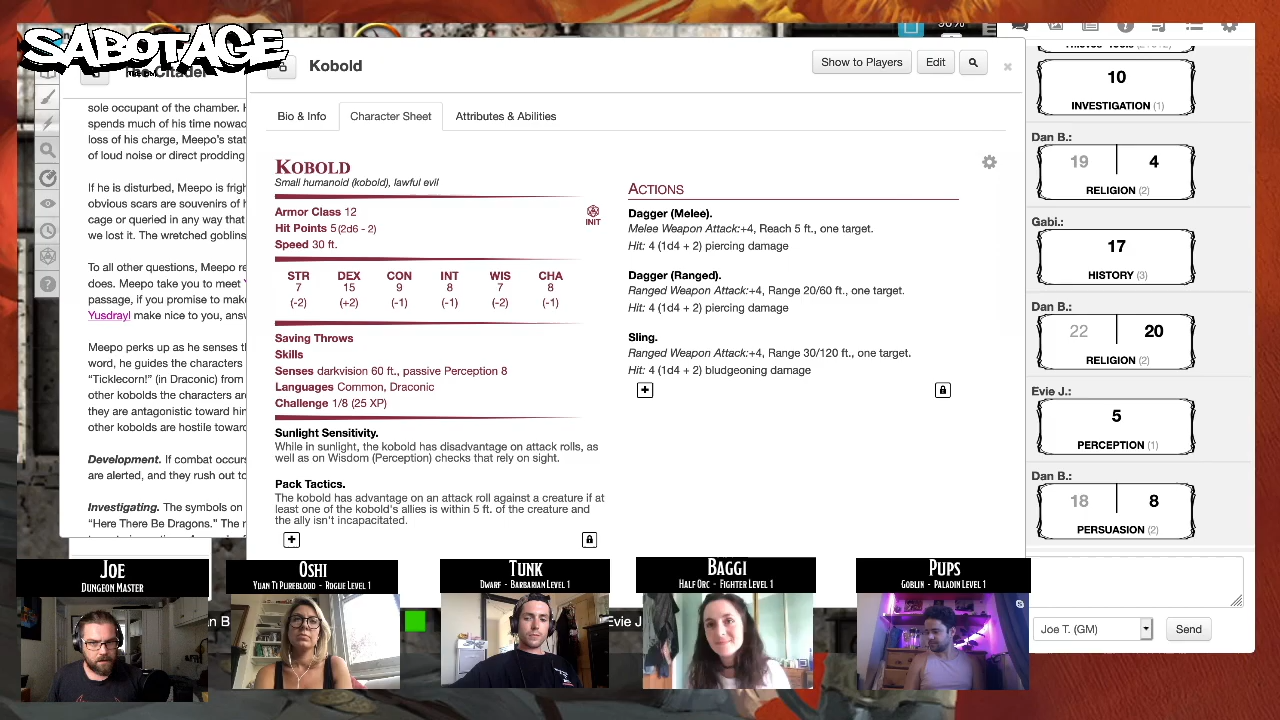 SABOTAGE
90%
Kobold
Show to Players
Edit
Bio & Info
Character Sheet
Attributes & Abilities
sole occupant of the chamber.
spends much of his time
loss of his charge, Meepo's
of loud noise or direct prodding
If he is disturbed, Meepo is
obvious scars are souvenirs of
cage or queried in any way that
we lost it. The wretched goblins
To all other questions, Meepo
does. Meepo take you to meet
passage, if you promise to make
Yusdrayl make nice to you,
Meepo perks up as he senses
word, he guides the characters
"Ticklecorn!" (in Draconic) from
other kobolds the characters
they are antagonistic toward
other kobolds are hostile
Development. If combat
are alerted, and they rush out to
Investigating. The symbols on
"Here There Be Dragons." The
KOBOLD
Small humanoid (kobold), lawful evil
Armor Class 12
Hit Points 5 (2d6 - 2)
Speed 30 ft.
INIT
STR DEX CON INT WIS CHA
7 15 9 8 7 8
(-2) (+2) (-1) (-1) (-2) (-1)
Saving Throws
Skills
Senses darkvision 60 ft., passive Perception 8
Languages Common, Draconic
Challenge 1/8 (25 XP)
Sunlight Sensitivity.
While in sunlight, the kobold has disadvantage on attack rolls, as
well as on Wisdom (Perception) checks that rely on sight.
Pack Tactics.
The kobold has advantage on an attack roll against a creature if at
least one of the kobold's allies is within 5 ft. of the creature and
the ally isn't incapacitated.
ACTIONS
Dagger (Melee).
Melee Weapon Attack:+4, Reach 5 ft., one target.
Hit: 4 (1d4 + 2) piercing damage
Dagger (Ranged).
Ranged Weapon Attack:+4, Range 20/60 ft., one target.
Hit: 4 (1d4 + 2) piercing damage
Sling.
Ranged Weapon Attack:+4, Range 30/120 ft., one target.
Hit: 4 (1d4 + 2) bludgeoning damage
10
INVESTIGATION (1)
Dan B.:
19 4
RELIGION (2)
Gabi.:
17
HISTORY (3)
Dan B.:
22 20
RELIGION (2)
Evie J.:
5
PERCEPTION (1)
Dan B.:
18 8
PERSUASION (2)
Joe T. (GM)
Send
JOE
DUNGEON MASTER
OSHI
YUAN TI PUREBLOOD - ROGUE LEVEL 1
TUNK
DWARF - BARBARIAN LEVEL 1
BAGGI
HALF ORC - FIGHTER LEVEL 1
PUPS
GOBLIN - PALADIN LEVEL 1
n B
Evie J